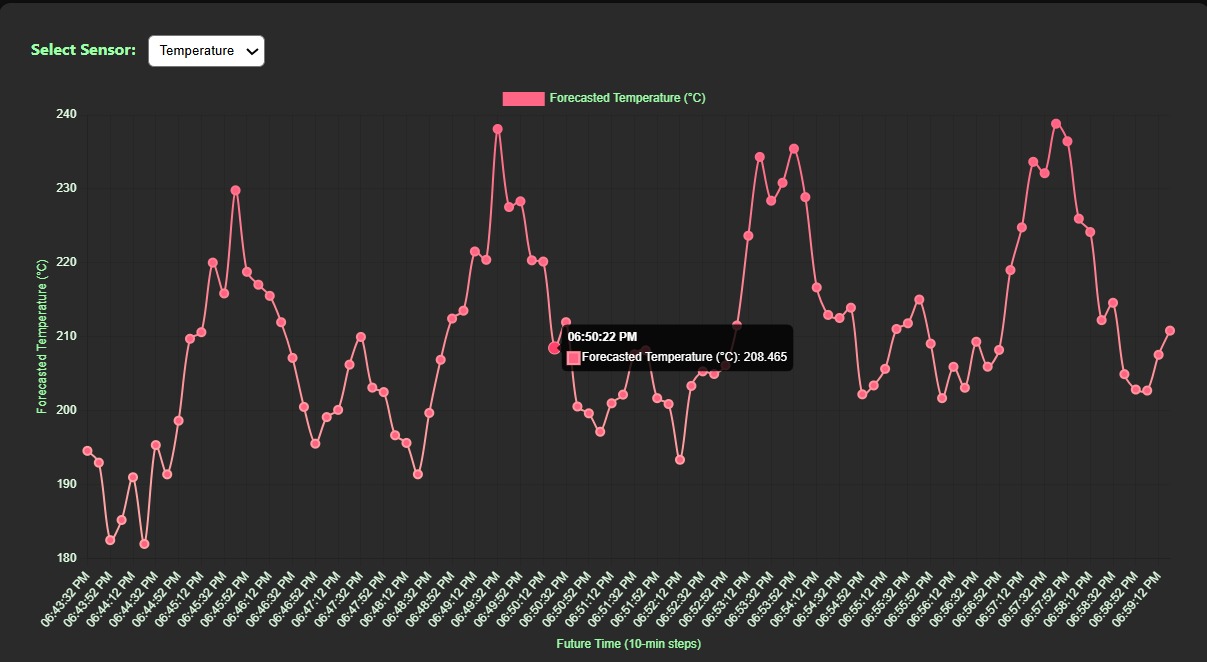 Select Sensor:
Temperature
Forecasted Temperature (°C)
240
230
220
210
200
190
180
Forecasted Temperature (°C)
06:50:22 PM
Forecasted Temperature (°C): 208.465
06:43:32 PM
06:43:52 PM
06:44:12 PM
06:44:32 PM
06:44:52 PM
06:45:12 PM
06:45:32 PM
06:45:52 PM
06:46:12 PM
06:46:32 PM
06:46:52 PM
06:47:12 PM
06:47:32 PM
06:47:52 PM
06:48:12 PM
06:48:32 PM
06:48:52 PM
06:49:12 PM
06:49:32 PM
06:49:52 PM
06:50:12 PM
06:50:32 PM
06:50:52 PM
06:51:12 PM
06:51:32 PM
06:51:52 PM
06:52:12 PM
06:52:32 PM
06:52:52 PM
06:53:12 PM
06:53:32 PM
06:53:52 PM
06:54:12 PM
06:54:32 PM
06:54:52 PM
06:55:12 PM
06:55:32 PM
06:55:52 PM
06:56:12 PM
06:56:32 PM
06:56:52 PM
06:57:12 PM
06:57:32 PM
06:57:52 PM
06:58:12 PM
06:58:32 PM
06:58:52 PM
06:59:12 PM
Future Time (10-min steps)